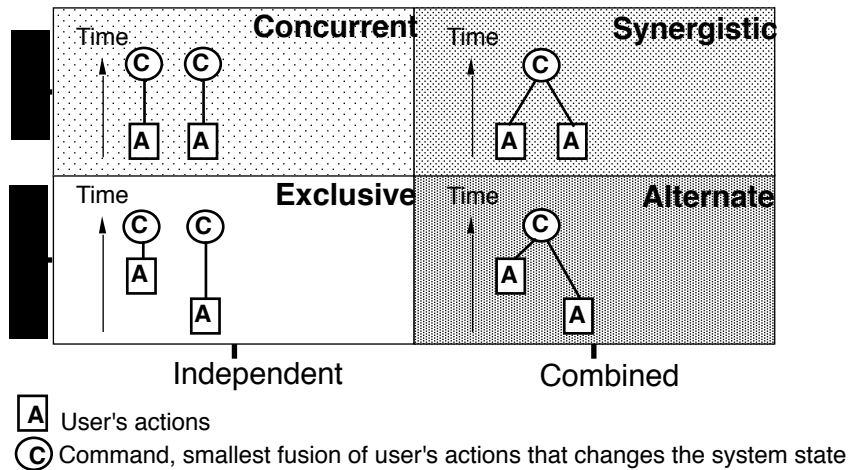 Concurrent
Time
C C
A A
Synergistic
Time
C
A A
Exclusive
Time
C C
A
A
Alternate
Time
C
A
A
Independent
Combined
A User's actions
C Command, smallest fusion of user's actions that changes the system state